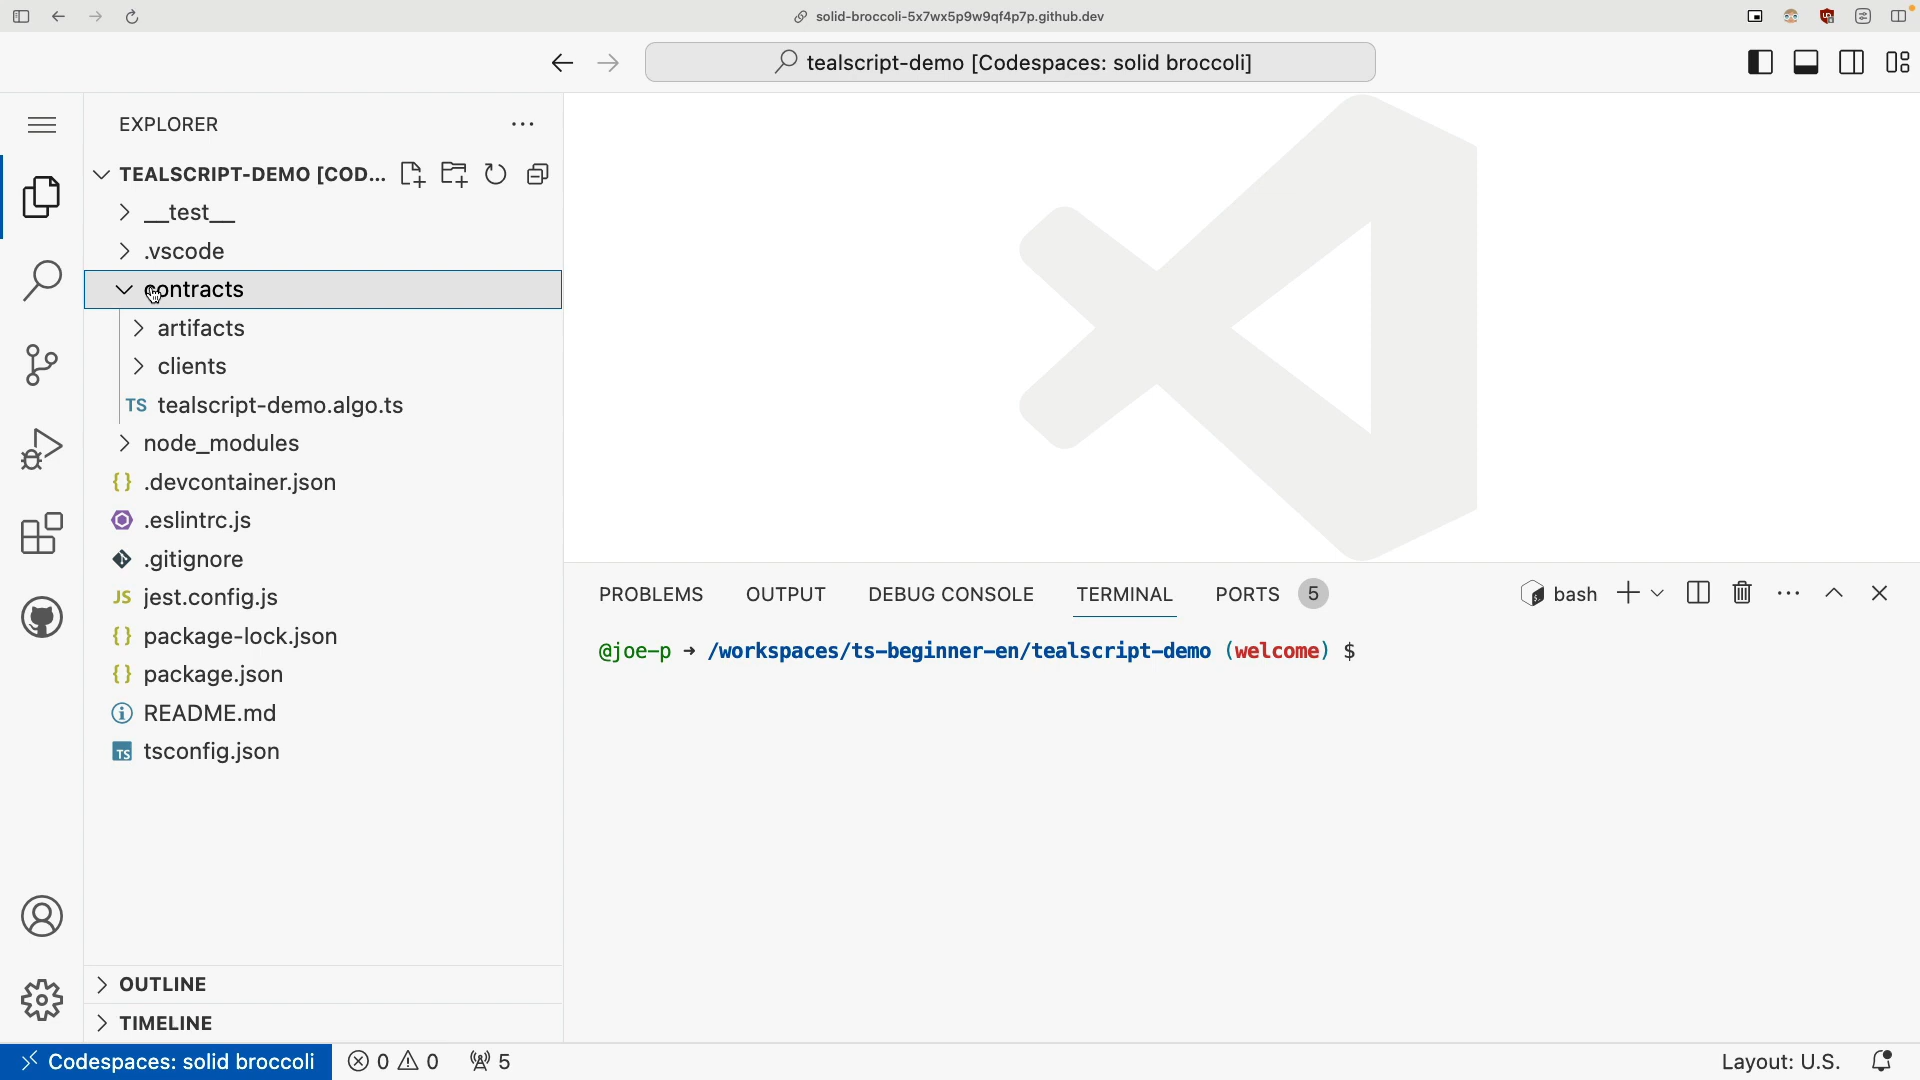 solid-broccoli-5x7wx5p9w9qf4p7p.github.dev
tealscript-demo [Codespaces: solid broccoli]
EXPLORER
TEALSCRIPT-DEMO [COD...
__test__
.vscode
contracts
artifacts
clients
TS tealscript-demo.algo.ts
node_modules
{} .devcontainer.json
.eslintrc.js
.gitignore
JS jest.config.js
{} package-lock.json
{} package.json
README.md
TS tsconfig.json
PROBLEMS OUTPUT DEBUG CONSOLE TERMINAL PORTS 5 bash
@joe-p → /workspaces/ts-beginner-en/tealscript-demo (welcome) $
OUTLINE
TIMELINE
Codespaces: solid broccoli 0 0 5 Layout: U.S.